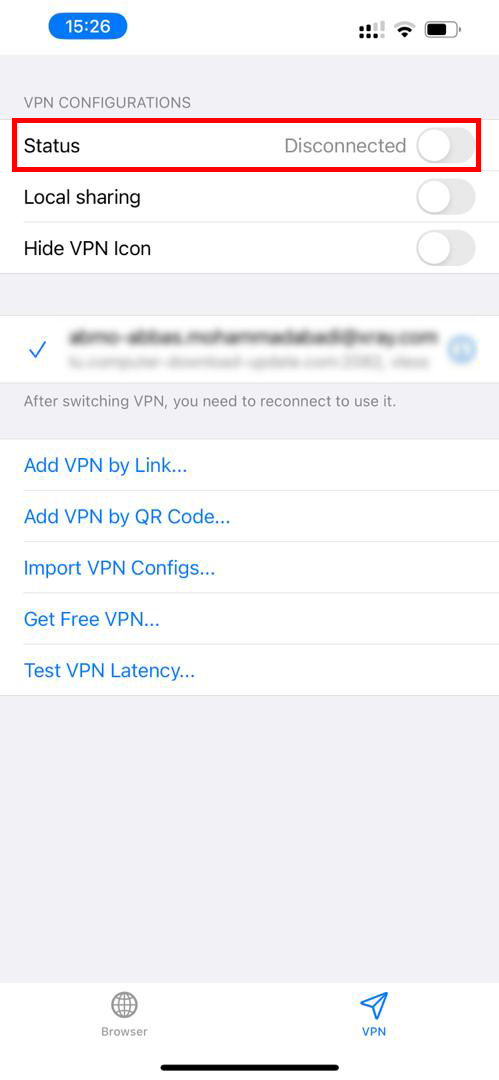 15:26
VPN CONFIGURATIONS
Status Disconnected
Local sharing
Hide VPN Icon
After switching VPN, you need to reconnect to use it.
Add VPN by Link...
Add VPN by QR Code...
Import VPN Configs...
Get Free VPN...
Test VPN Latency...
Browser VPN